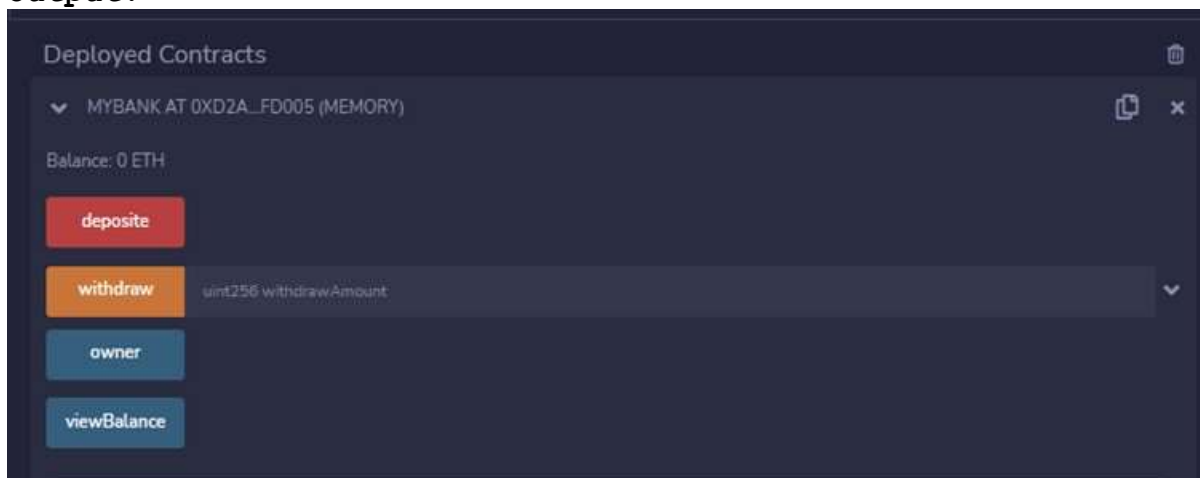 Deployed Contracts
MYBANK AT 0XD2A...FD005 (MEMORY)
Balance: 0 ETH
deposite
withdraw uint256 withdrawAmount
owner
viewBalance